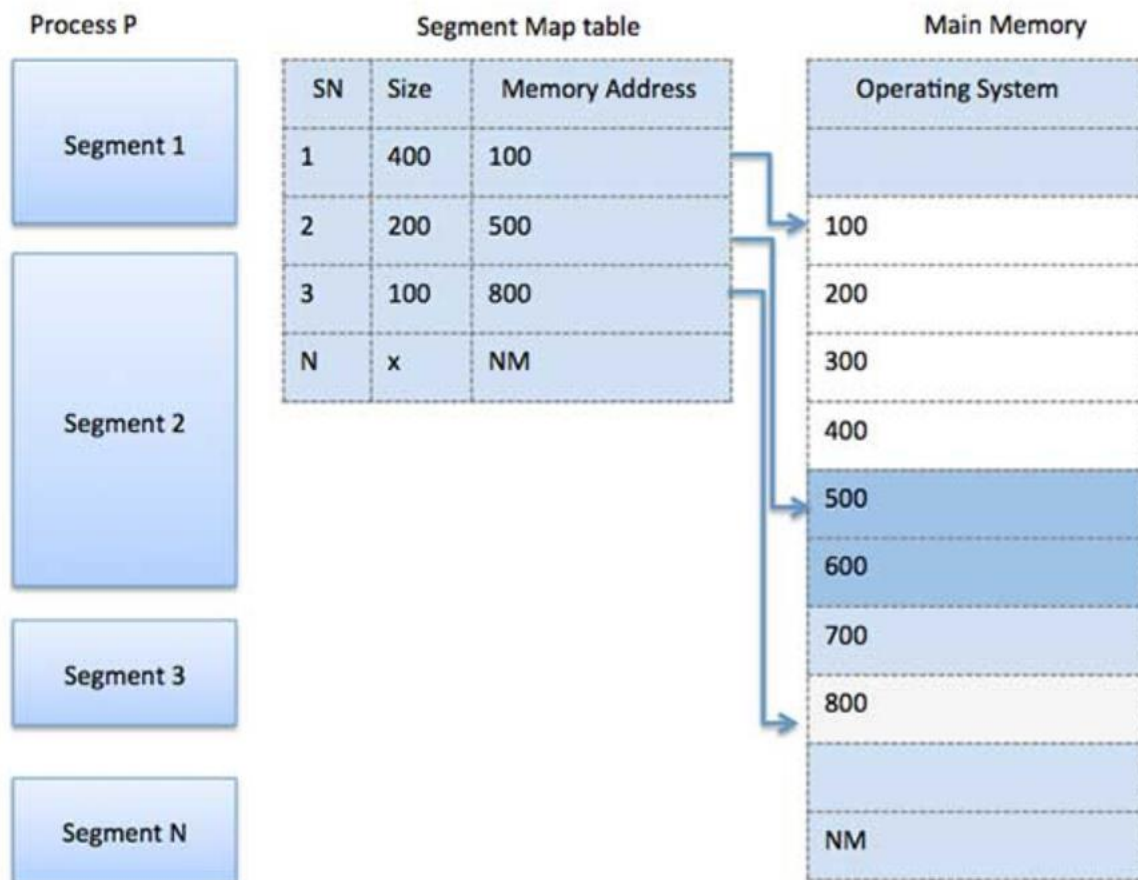 Process P
Segment 1
Segment 2
Segment 3
Segment N
Segment Map table
SN Size Memory Address
1 400 100
2 200 500
3 100 800
N x NM
Main Memory
Operating System
100
200
300
400
500
600
700
800
NM